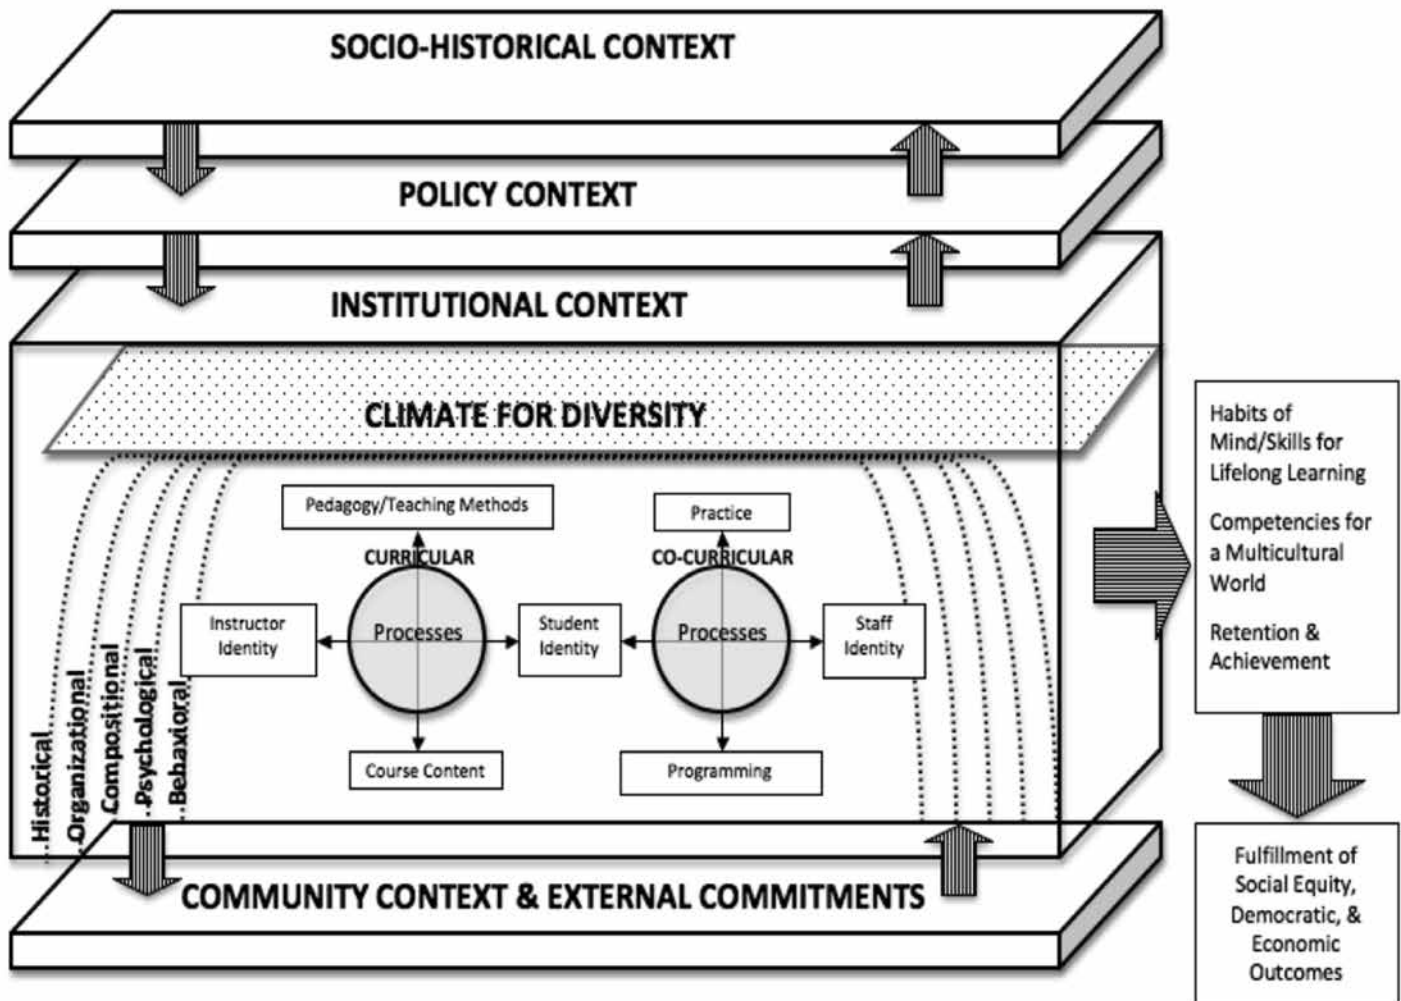 SOCIO-HISTORICAL CONTEXT
POLICY CONTEXT
INSTITUTIONAL CONTEXT
CLIMATE FOR DIVERSITY
Pedagogy/Teaching Methods
Practice
CURRICULAR
CO-CURRICULAR
Instructor
Identity
Processes
Student
Identity
Processes
Staff
Identity
Course Content
Programming
Historical
Organizational
Compositional
Psychological
Behavioral
COMMUNITY CONTEXT & EXTERNAL COMMITMENTS
Habits of
Mind/Skills for
Lifelong Learning
Competencies for
a Multicultural
World
Retention &
Achievement
Fulfillment of
Social Equity,
Democratic, &
Economic
Outcomes